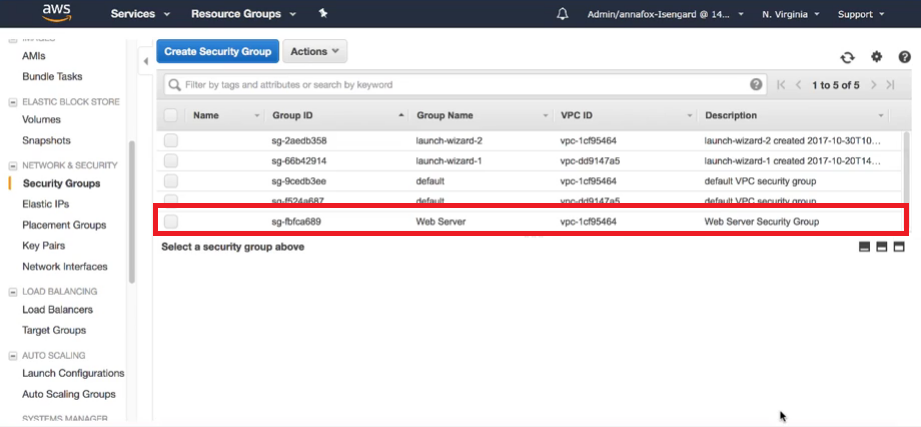 aws
Services
Resource Groups
Admin/annafox-Isengard @ 14...
N. Virginia
Support
IMAGES
AMIs
Bundle Tasks
ELASTIC BLOCK STORE
Volumes
Snapshots
NETWORK & SECURITY
Security Groups
Elastic IPs
Placement Groups
Key Pairs
Network Interfaces
LOAD BALANCING
Load Balancers
Target Groups
AUTO SCALING
Launch Configurations
Auto Scaling Groups
SYSTEMS MANAGER
Create Security Group Actions
Filter by tags and attributes or search by keyword
1 to 5 of 5
Name Group ID Group Name VPC ID Description
sg-2aedb358 launch-wizard-2 vpc-1cf95464 launch-wizard-2 created 2017-10-30T10...
sg-66b42914 launch-wizard-1 vpc-dd9147a5 launch-wizard-1 created 2017-10-20T14...
sg-9cedb3ee default vpc-1cf95464 default VPC security group
sg-f524a687 default vpc-dd9147a5 default VPC security group
sg-fbfca689 Web Server vpc-1cf95464 Web Server Security Group
Select a security group above